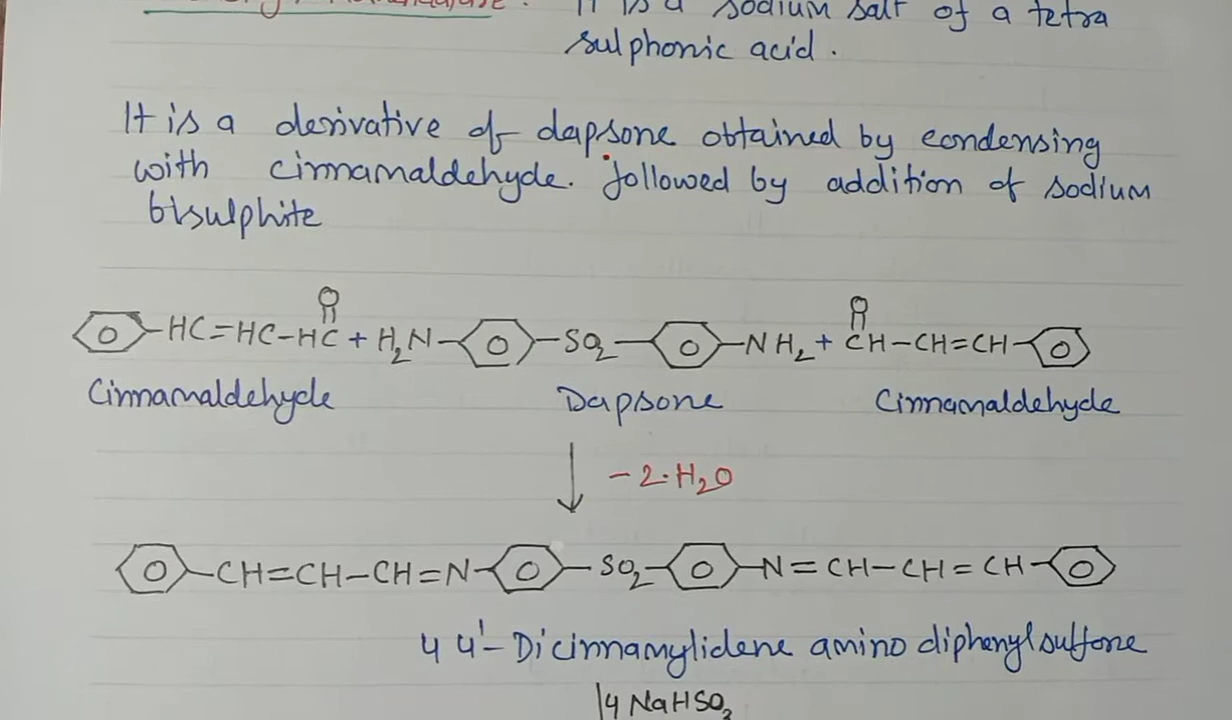 It is a sodium salt of a tetra
sulphonic acid.
It is a derivative of dapsone obtained by condensing
with cinnamaldehyde. followed by addition of sodium
bisulphite
O
HC=HC-HC + H₂N- -SO₂- -NH₂ + CH-CH=CH-
Cinnamaldehyde Dapsone Cinnamaldehyde
-2·H₂O
-CH=CH-CH=N- -SO₂- -N=CH-CH=CH-
4 4'- Dicinnamylidene amino diphenylsulfone
4 NaHSO₃